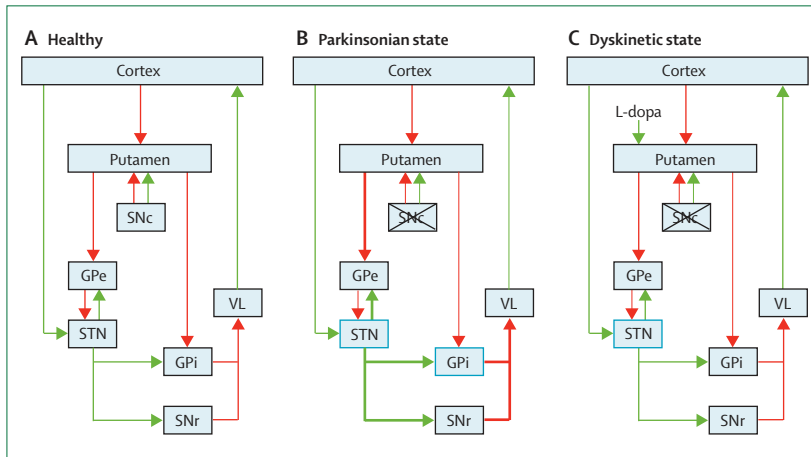 A Healthy
Cortex
Putamen
SNc
GPe
VL
STN
GPi
SNr
B Parkinsonian state
Cortex
Putamen
SNc
GPe
VL
STN
GPi
SNr
C Dyskinetic state
Cortex
L-dopa
Putamen
SNc
GPe
VL
STN
GPi
SNr